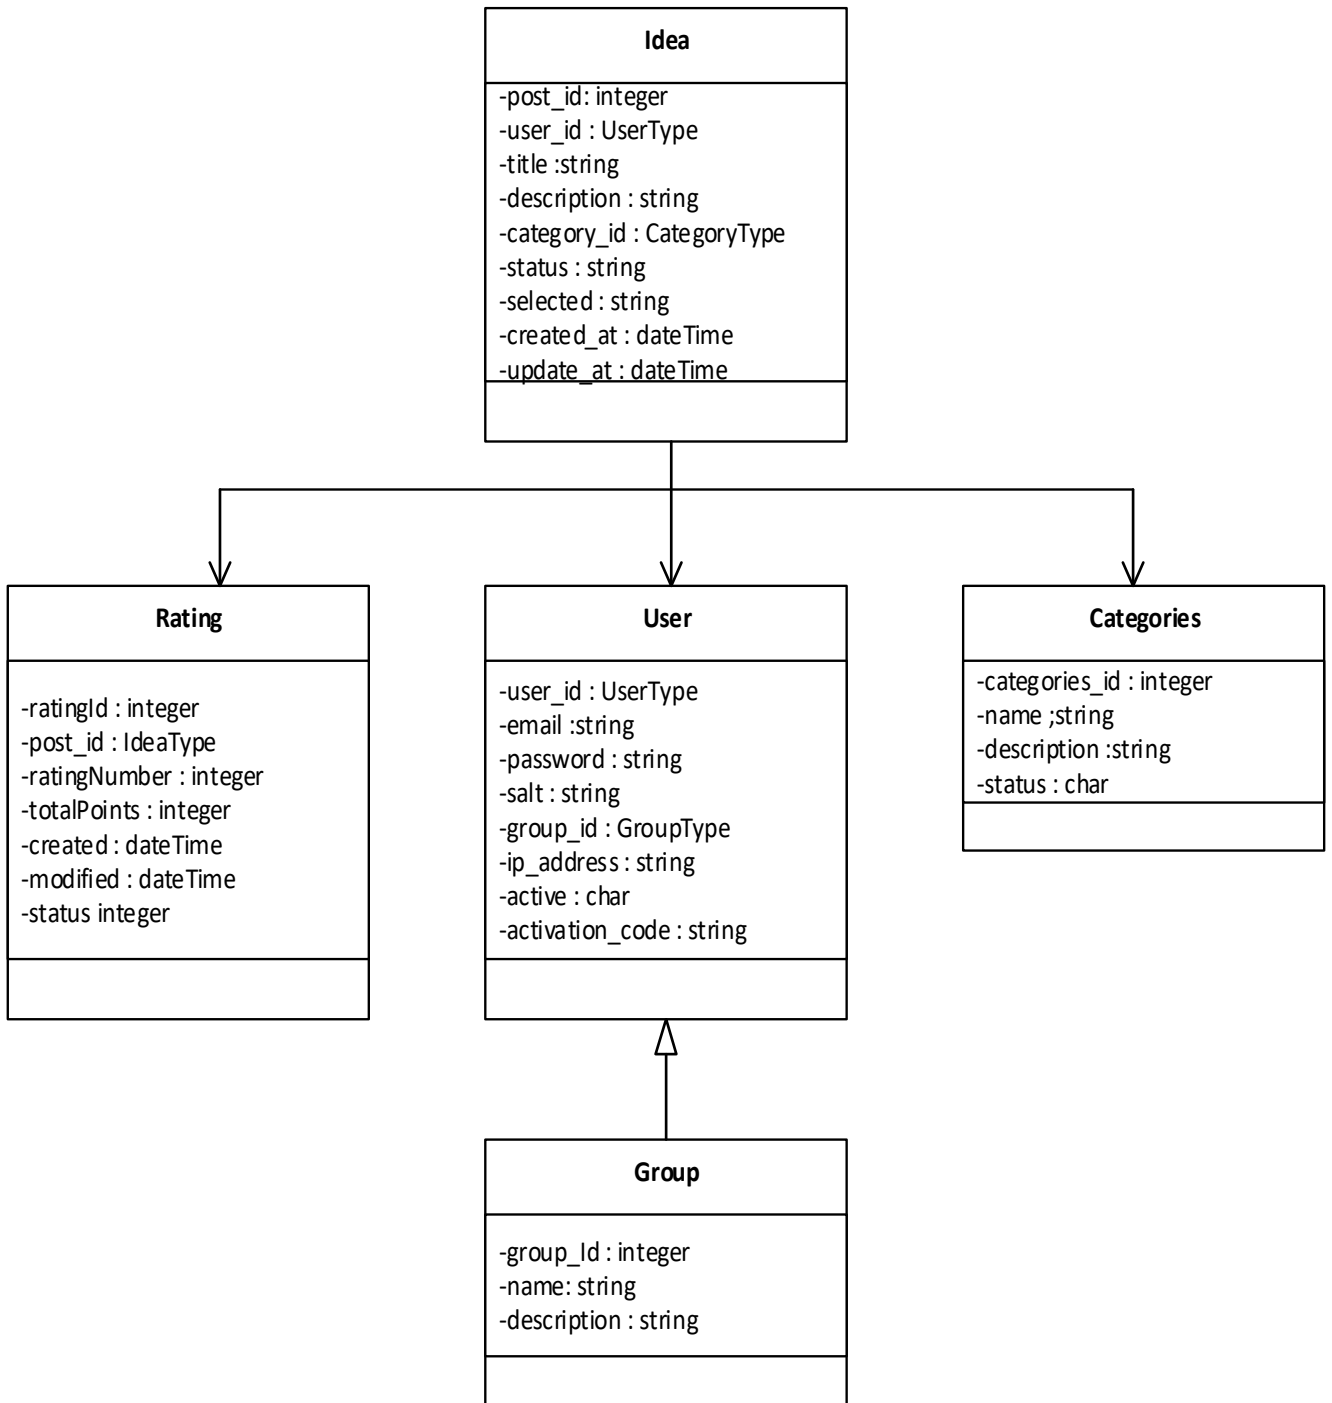 Idea
-post_id: integer
-user_id : UserType
-title :string
-description : string
-category_id : CategoryType
-status : string
-selected : string
-created_at : dateTime
-update_at : dateTime
Rating
-ratingId : integer
-post_id : IdeaType
-ratingNumber : integer
-totalPoints : integer
-created : dateTime
-modified : dateTime
-status integer
User
-user_id : UserType
-email :string
-password : string
-salt : string
-group_id : GroupType
-ip_address : string
-active : char
-activation_code : string
Categories
-categories_id : integer
-name ;string
-description :string
-status : char
Group
-group_Id : integer
-name: string
-description : string